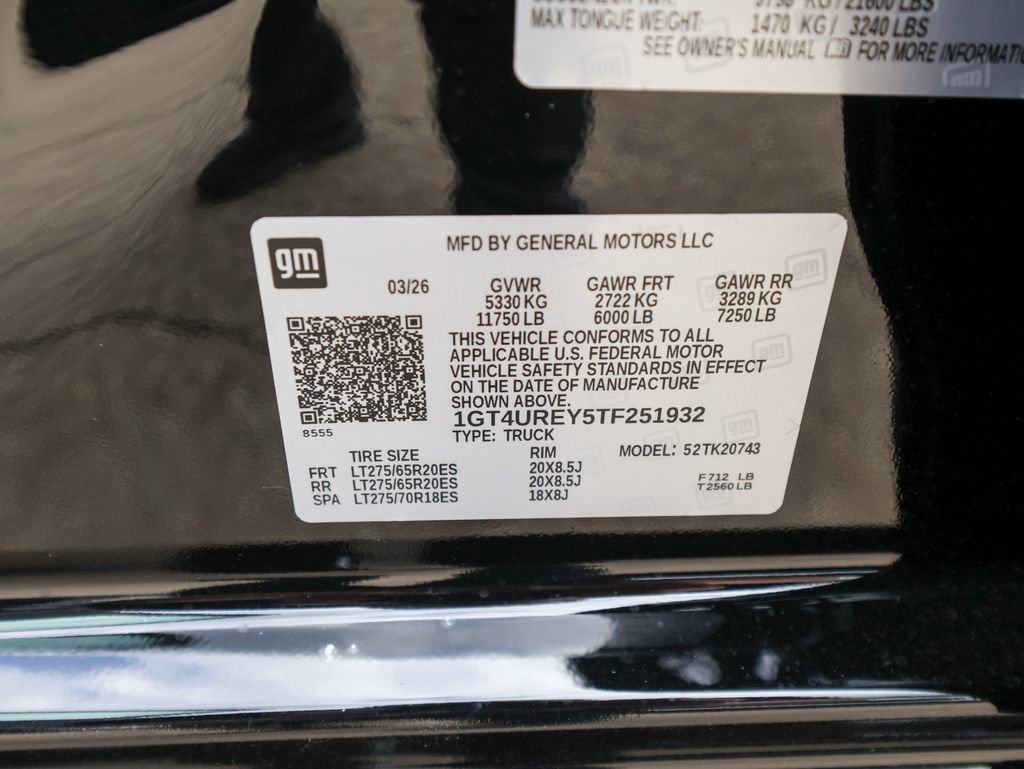 MAX TONGUE WEIGHT: 1470 KG / 3240 LBS
SEE OWNER'S MANUAL FOR MORE INFORMATIO
gm
MFD BY GENERAL MOTORS LLC
03/26 GVWR GAWR FRT GAWR RR
5330 KG 2722 KG 3289 KG
11750 LB 6000 LB 7250 LB
THIS VEHICLE CONFORMS TO ALL
APPLICABLE U.S. FEDERAL MOTOR
VEHICLE SAFETY STANDARDS IN EFFECT
ON THE DATE OF MANUFACTURE
SHOWN ABOVE.
1GT4UREY5TF251932
8555
TYPE: TRUCK
TIRE SIZE RIM MODEL: 52TK20743
FRT LT275/65R20ES 20X8.5J
RR LT275/65R20ES 20X8.5J
SPA LT275/70R18ES 18X8J
F 712 LB
T 2560 LB